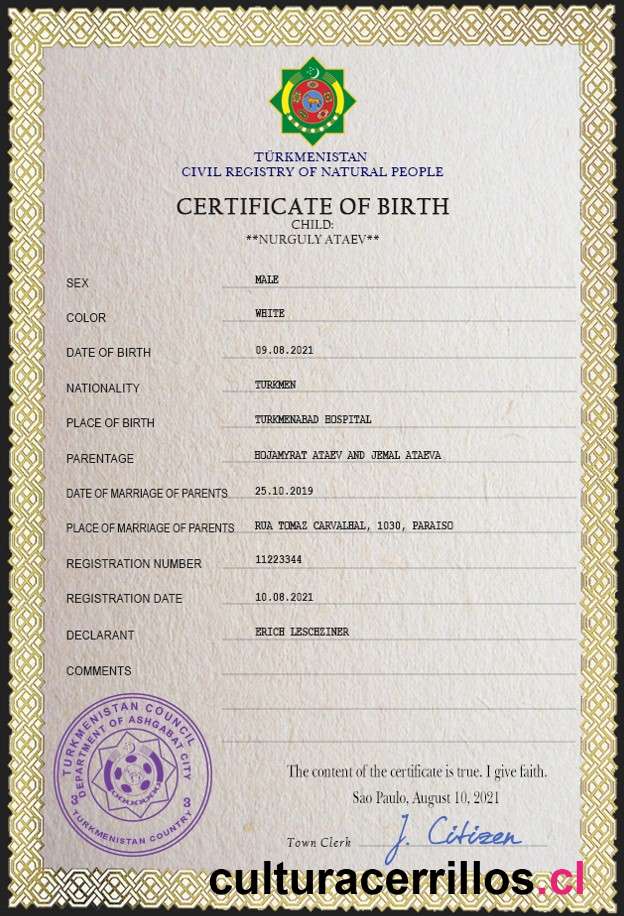 TÜRKMENISTAN
CIVIL REGISTRY OF NATURAL PEOPLE
CERTIFICATE OF BIRTH
CHILD:
**NURGULY ATAEV**
SEX MALE
COLOR WHITE
DATE OF BIRTH 09.08.2021
NATIONALITY TURKMEN
PLACE OF BIRTH TURKMENABAD HOSPITAL
PARENTAGE HOJAMYRAT ATAEV AND JEMAL ATAEVA
DATE OF MARRIAGE OF PARENTS 25.10.2019
PLACE OF MARRIAGE OF PARENTS RUA TOMAZ CARVALHAL, 1030, PARAISO
REGISTRATION NUMBER 11223344
REGISTRATION DATE 10.08.2021
DECLARANT ERICH LESCHZINER
COMMENTS
TURKMENISTAN COUNCIL
DEPARTMENT OF ASHGABAT CITY
3 3
TURKMENISTAN COUNTRY
The content of the certificate is true. I give faith.
Sao Paulo, August 10, 2021
Town Clerk J. Citizen
culturacerrillos.cl